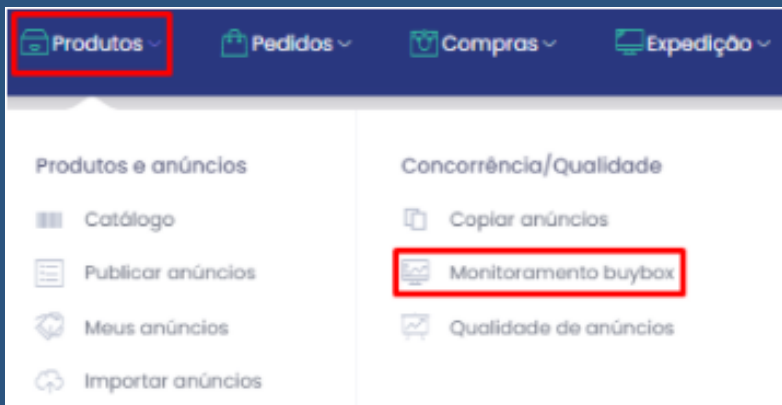 Produtos
Pedidos
Compras
Expedição
Produtos e anúncios
Catálogo
Publicar anúncios
Meus anúncios
Importar anúncios
Concorrência/Qualidade
Copiar anúncios
Monitoramento buybox
Qualidade de anúncios